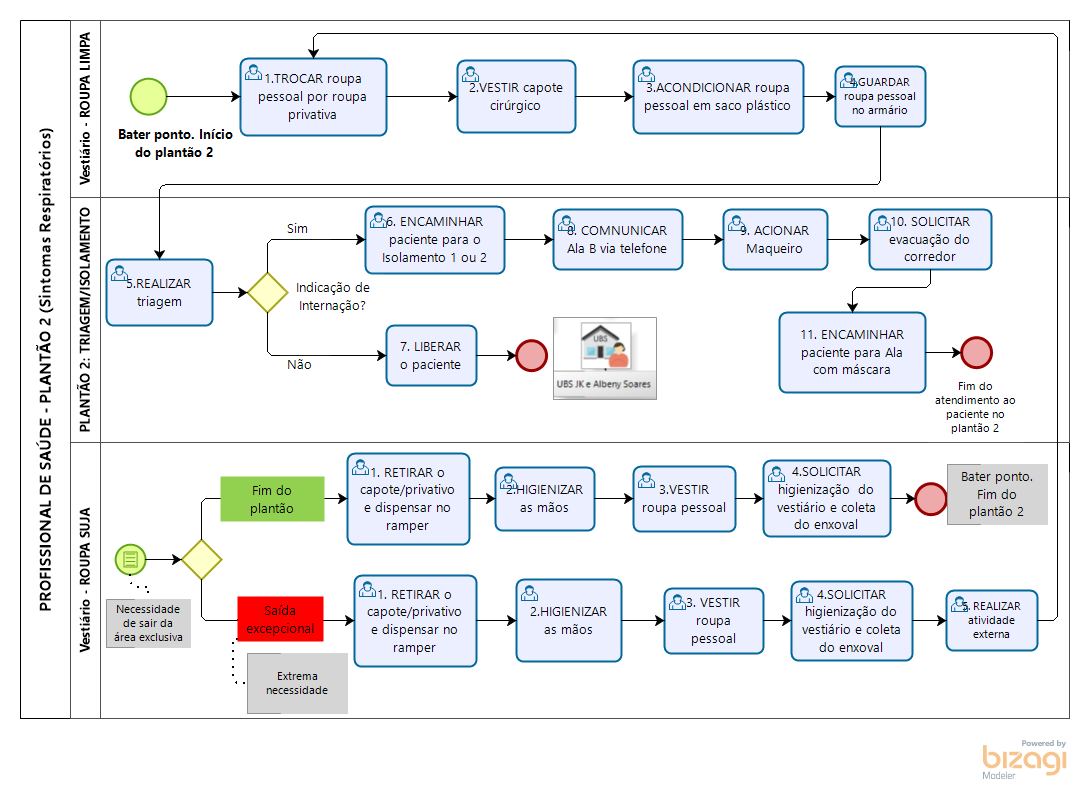 PROFISSIONAL DE SAÚDE - PLANTÃO 2 (Sintomas Respiratórios)
Vestiário - ROUPA LIMPA
Bater ponto. Início
do plantão 2
1.TROCAR roupa
pessoal por roupa
privativa
2.VESTIR capote
cirúrgico
3.ACONDICIONAR roupa
pessoal em saco plástico
4.GUARDAR
roupa pessoal
no armário
PLANTÃO 2: TRIAGEM/ISOLAMENTO
5.REALIZAR
triagem
Indicação de
Internação?
Sim
6. ENCAMINHAR
paciente para o
Isolamento 1 ou 2
8. COMNUNICAR
Ala B via telefone
9. ACIONAR
Maqueiro
10. SOLICITAR
evacuação do
corredor
11. ENCAMINHAR
paciente para Ala
com máscara
Fim do
atendimento ao
paciente no
plantão 2
Não
7. LIBERAR
o paciente
UBS
UBS JK e Albeny Soares
Vestiário - ROUPA SUJA
Necessidade
de sair da
área exclusiva
Fim do
plantão
1. RETIRAR o
capote/privativo
e dispensar no
ramper
2.HIGIENIZAR
as mãos
3.VESTIR
roupa pessoal
4.SOLICITAR
higienização do
vestiário e coleta
do enxoval
Bater ponto.
Fim do
plantão 2
Saída
excepcional
Extrema
necessidade
1. RETIRAR o
capote/privativo
e dispensar no
ramper
2.HIGIENIZAR
as mãos
3. VESTIR
roupa
pessoal
4.SOLICITAR
higienização do
vestiário e coleta
do enxoval
5. REALIZAR
atividade
externa
Powered by
bizagi
Modeler